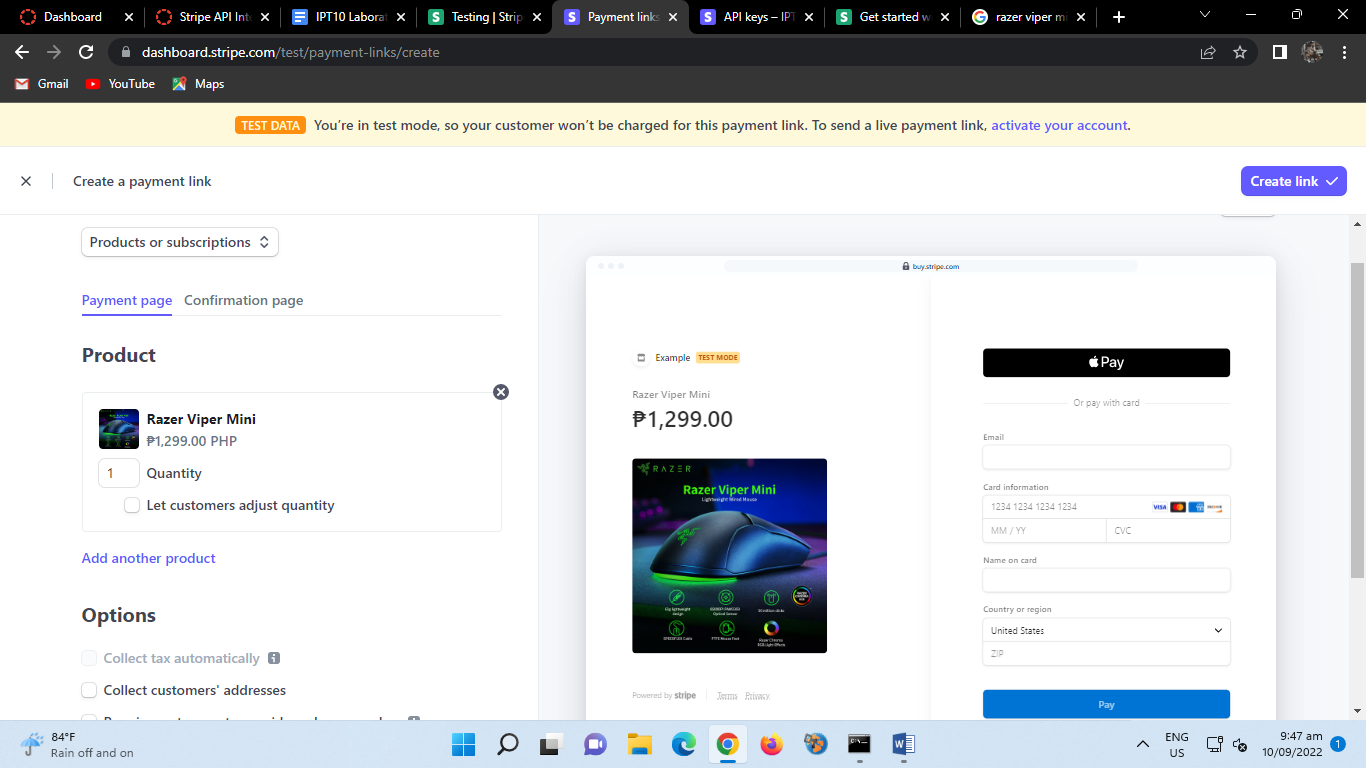 Dashboard
Stripe API Int
IPT10 Laborat
Testing | Strip
Payment links
API keys – IPT
Get started w
razer viper mi
dashboard.stripe.com/test/payment-links/create
Gmail
YouTube
Maps
TEST DATA You're in test mode, so your customer won't be charged for this payment link. To send a live payment link, activate your account.
Create a payment link
Create link
Products or subscriptions
Payment page
Confirmation page
Product
Razer Viper Mini
₱1,299.00 PHP
1 Quantity
Let customers adjust quantity
Add another product
Options
Collect tax automatically
Collect customers' addresses
buy.stripe.com
Example TEST MODE
Razer Viper Mini
₱1,299.00
RAZER
Razer Viper Mini
Lightweight Wired Mouse
Powered by stripe
Terms Privacy
Pay
Or pay with card
Email
Card information
1234 1234 1234 1234
VISA
MM / YY
CVC
Name on card
Country or region
United States
ZIP
Pay
84°F
Rain off and on
ENG
US
9:47 am
10/09/2022
1